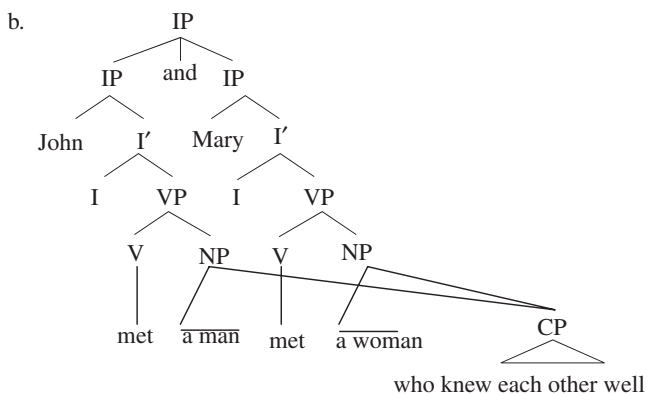 b. IP
IP and IP
John I′ Mary I′
I VP I VP
V NP V NP
met a man met a woman CP
who knew each other well